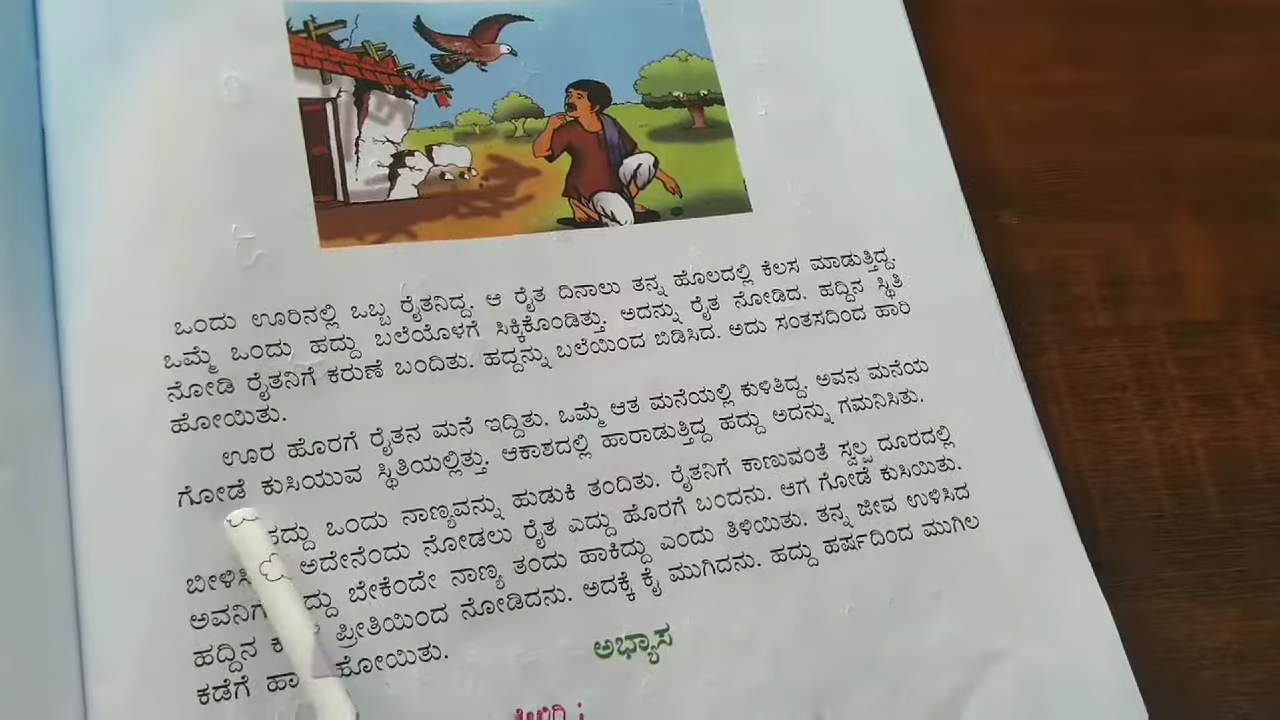 ಒಂದು ಊರಿನಲ್ಲಿ ಒಬ್ಬ ರೈತನಿದ್ದ. ಆ ರೈತ ದಿನಾಲು ತನ್ನ ಹೊಲದಲ್ಲಿ ಕೆಲಸ ಮಾಡುತ್ತಿದ್ದ.
ಒಮ್ಮೆ ಒಂದು ಹದ್ದು ಬಲೆಯೊಳಗೆ ಸಿಕ್ಕಿಕೊಂಡಿತ್ತು. ಅದನ್ನು ರೈತ ನೋಡಿದ. ಹದ್ದಿನ ಸ್ಥಿತಿ
ನೋಡಿ ರೈತನಿಗೆ ಕರುಣೆ ಬಂದಿತು. ಹದ್ದನ್ನು ಬಲೆಯಿಂದ ಬಿಡಿಸಿದ. ಅದು ಸಂತಸದಿಂದ ಹಾರಿ
ಹೋಯಿತು.
ಊರ ಹೊರಗೆ ರೈತನ ಮನೆ ಇದ್ದಿತು. ಒಮ್ಮೆ ಆತ ಮನೆಯಲ್ಲಿ ಕುಳಿತಿದ್ದ. ಅವನ ಮನೆಯ
ಗೋಡೆ ಕುಸಿಯುವ ಸ್ಥಿತಿಯಲ್ಲಿತ್ತು. ಆಕಾಶದಲ್ಲಿ ಹಾರಾಡುತ್ತಿದ್ದ ಹದ್ದು ಅದನ್ನು ಗಮನಿಸಿತು.
ಹದ್ದು ಒಂದು ನಾಣ್ಯವನ್ನು ಹುಡುಕಿ ತಂದಿತು. ರೈತನಿಗೆ ಕಾಣುವಂತೆ ಸ್ವಲ್ಪ ದೂರದಲ್ಲಿ
ಅದೇನೆಂದು ನೋಡಲು ರೈತ ಎದ್ದು ಹೊರಗೆ ಬಂದನು. ಆಗ ಗೋಡೆ ಕುಸಿಯಿತು.
ಬೇಕೆಂದೇ ನಾಣ್ಯ ತಂದು ಹಾಕಿದ್ದು ಎಂದು ತಿಳಿಯಿತು. ತನ್ನ ಜೀವ ಉಳಿಸಿದ
ಹದ್ದಿನ ಪ್ರೀತಿಯಿಂದ ನೋಡಿದನು. ಅದಕ್ಕೆ ಕೈ ಮುಗಿದನು. ಹದ್ದು ಹರ್ಷದಿಂದ ಮುಗಿಲ
ಕಡೆಗೆ ಹೋಯಿತು.
ಅಭ್ಯಾಸ